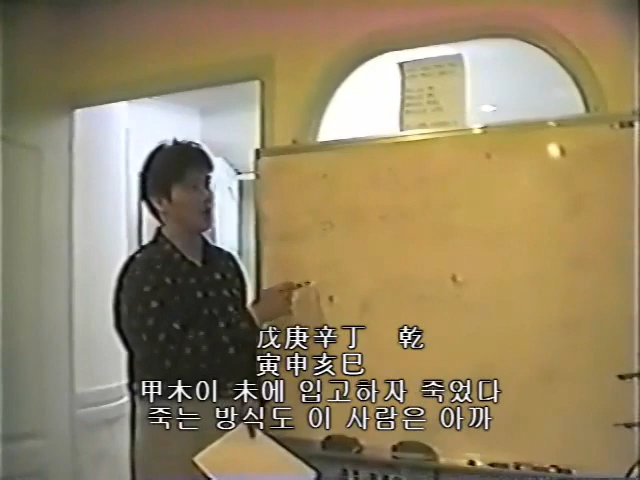 戊庚辛丁 乾
寅申亥巳
甲木이 未에 입고하자 죽었다
죽는 방식도 이 사람은 아까